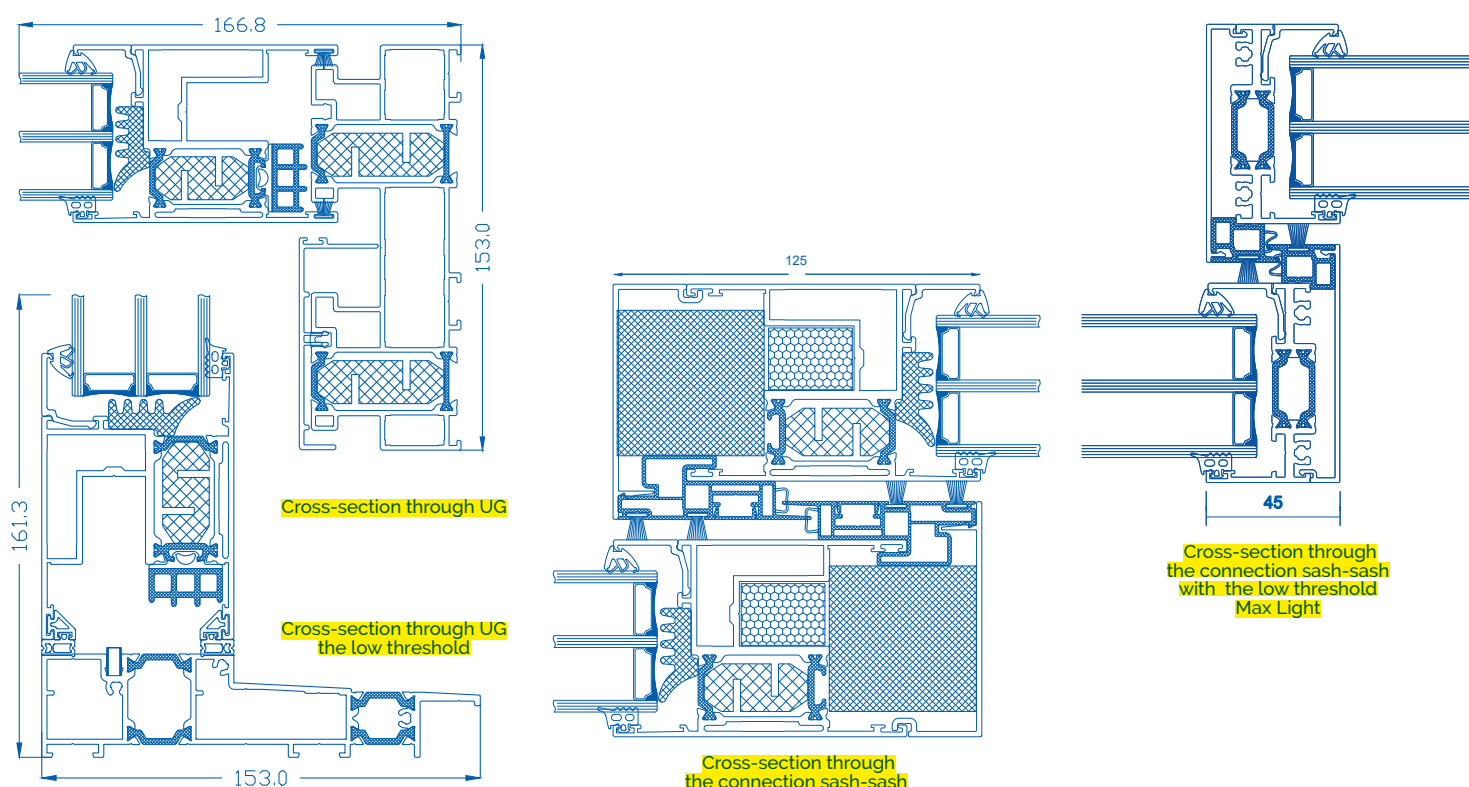 166.8
153.0
161.3
153.0
Cross-section through UG
Cross-section through UG
the low threshold
125
Cross-section through
the connection sash-sash
45
Cross-section through
the connection sash-sash
with the low threshold
Max Light